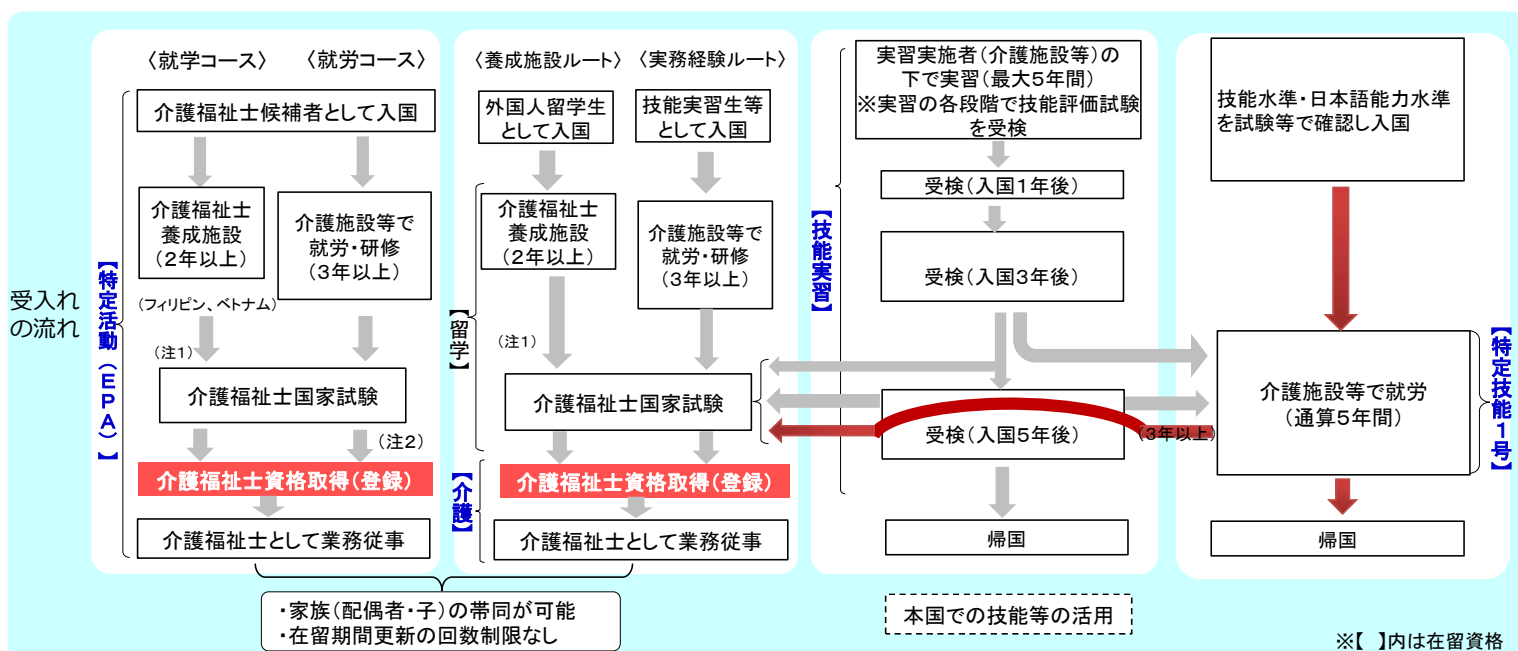 受入れ
の流れ
〈就学コース〉
〈就労コース〉
介護福祉士候補者として入国
介護福祉士
養成施設
(2年以上)
介護施設等で
就労・研修
(3年以上)
(フィリピン、ベトナム)
(注1)
介護福祉士国家試験
(注2)
介護福祉士資格取得(登録)
介護福祉士として業務従事
【特定活動(EPA)】
〈養成施設ルート〉
〈実務経験ルート〉
外国人留学生
として入国
技能実習生等
として入国
介護福祉士
養成施設
(2年以上)
介護施設等で
就労・研修
(3年以上)
【留学】
(注1)
介護福祉士国家試験
介護福祉士資格取得(登録)
【介護】
介護福祉士として業務従事
・家族(配偶者・子)の帯同が可能
・在留期間更新の回数制限なし
実習実施者(介護施設等)の
下で実習(最大5年間)
※実習の各段階で技能評価試験
を受検
受検(入国1年後)
【技能実習】
受検(入国3年後)
受検(入国5年後)
(3年以上)
帰国
本国での技能等の活用
技能水準・日本語能力水準
を試験等で確認し入国
介護施設等で就労
(通算5年間)
【特定技能1号】
帰国
※【 】内は在留資格